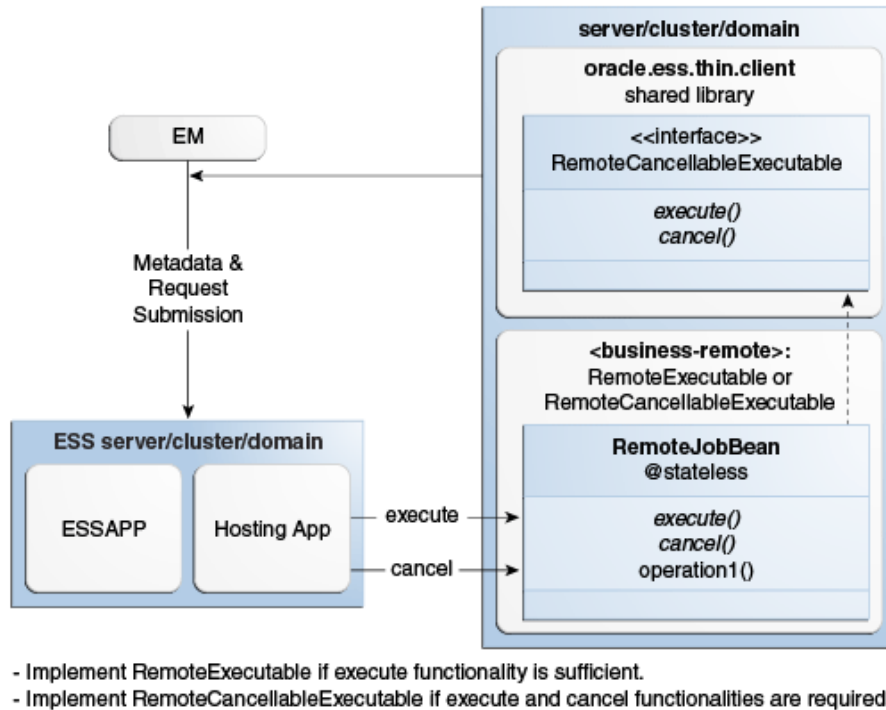 server/cluster/domain
oracle.ess.thin.client
shared library
<<interface>>
RemoteCancellableExecutable
execute()
cancel()
EM
Metadata &
Request
Submission
<business-remote>:
RemoteExecutable or
RemoteCancellableExecutable
RemoteJobBean
@stateless
execute()
cancel()
operation1()
ESS server/cluster/domain
ESSAPP
Hosting App
execute
cancel
- Implement RemoteExecutable if execute functionality is sufficient.
- Implement RemoteCancellableExecutable if execute and cancel functionalities are required